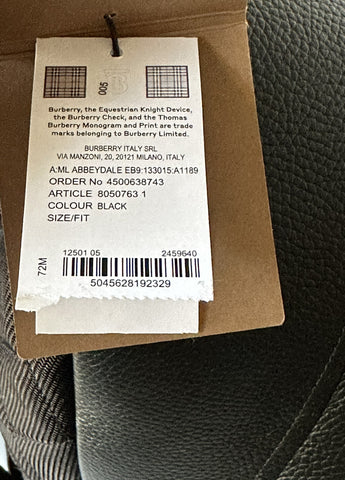 005
B
Burberry, the Equestrian Knight Device,
the Burberry Check, and the Thomas
Burberry Monogram and Print are trade
marks belonging to Burberry Limited.
BURBERRY ITALY SRL
VIA MANZONI, 20, 20121 MILANO, ITALY
A:ML ABBEYDALE EB9:133015:A1189
ORDER No 4500638743
ARTICLE 8050763 1
COLOUR BLACK
SIZE/FIT
12501 05 2459640
72M
5045628192329